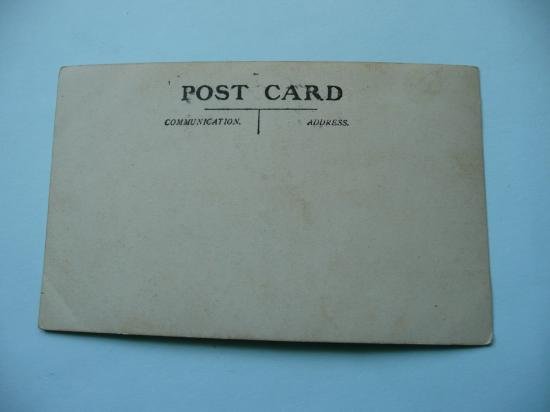 POST CARD
COMMUNICATION. ADDRESS.